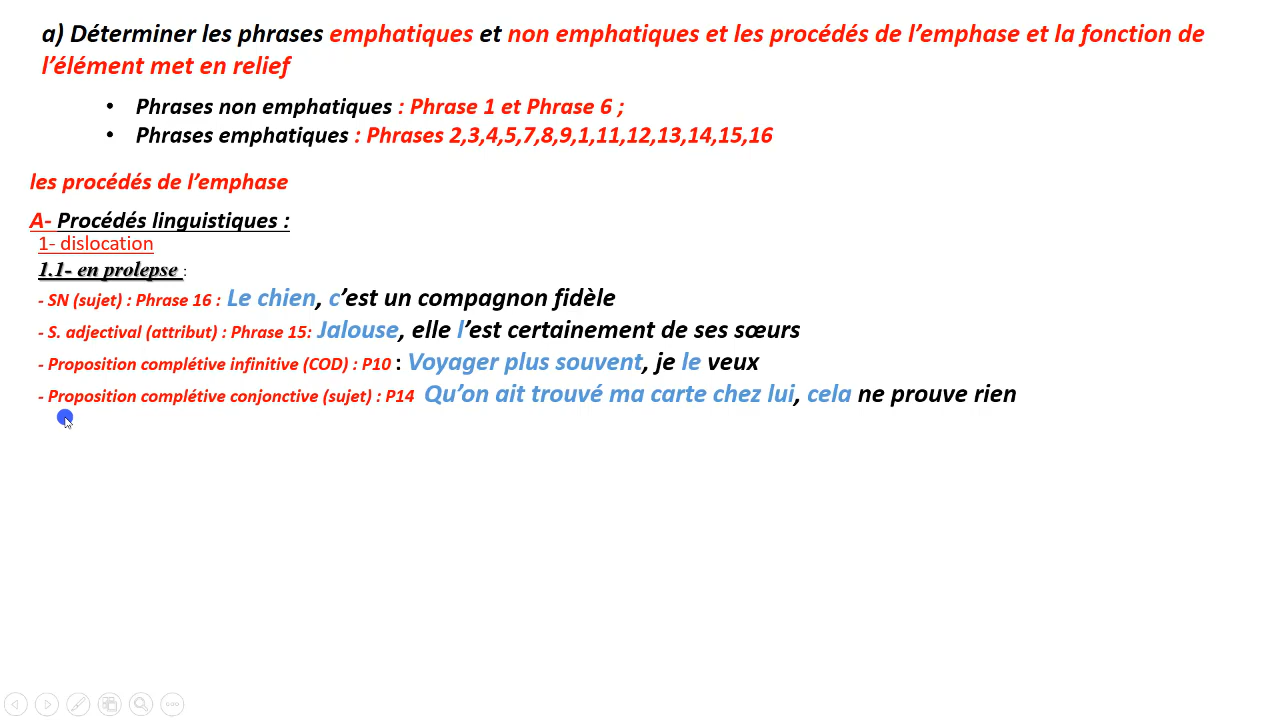 a) Déterminer les phrases emphatiques et non emphatiques et les procédés de l'emphase et la fonction de
l'élément met en relief
• Phrases non emphatiques : Phrase 1 et Phrase 6 ;
• Phrases emphatiques : Phrases 2,3,4,5,7,8,9,1,11,12,13,14,15,16
les procédés de l'emphase
A- Procédés linguistiques :
1- dislocation
1.1- en prolepse :
- SN (sujet) : Phrase 16 : Le chien, c'est un compagnon fidèle
- S. adjectival (attribut) : Phrase 15: Jalouse, elle l'est certainement de ses sœurs
- Proposition complétive infinitive (COD) : P10 : Voyager plus souvent, je le veux
- Proposition complétive conjonctive (sujet) : P14 Qu'on ait trouvé ma carte chez lui, cela ne prouve rien